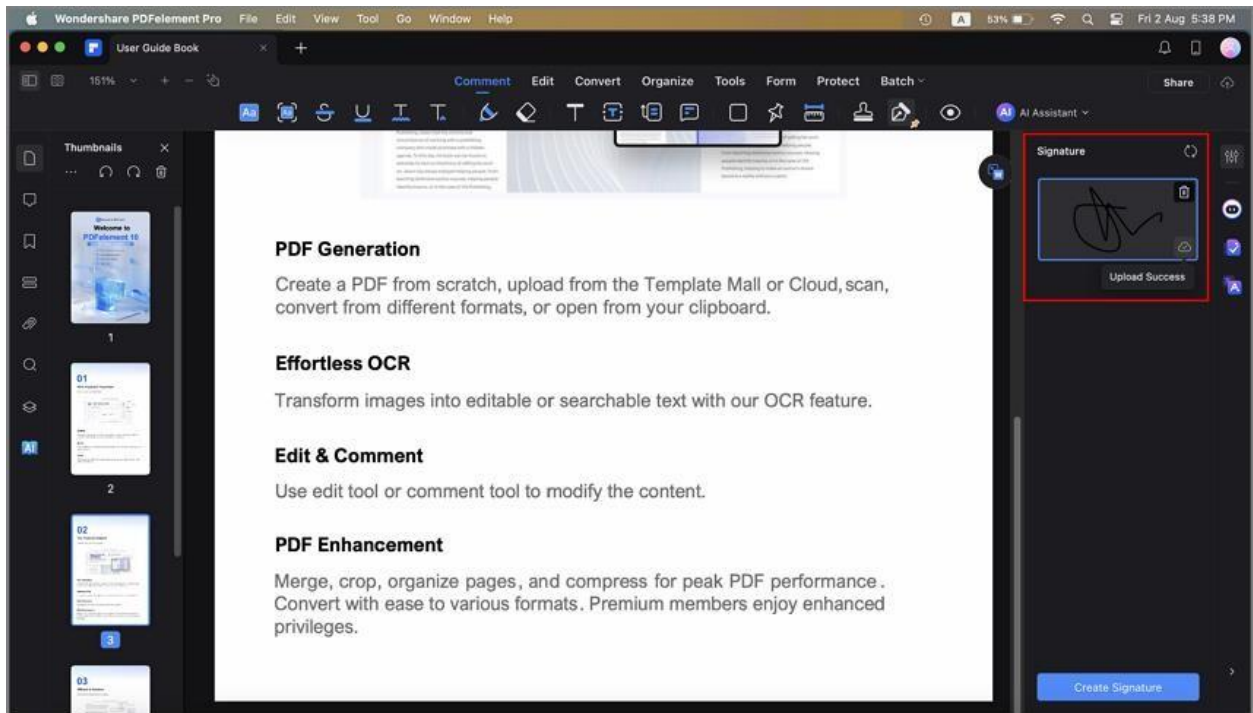 Wondershare PDFelement Pro File Edit View Tool Go Window Help A 53% Fri 2 Aug 5:38 PM
User Guide Book
151% Comment Edit Convert Organize Tools Form Protect Batch Share
AI AI Assistant
Thumbnails
Welcome to
PDFelement 10
1
01
2
02
3
03
AI
PDF Generation
Create a PDF from scratch, upload from the Template Mall or Cloud, scan,
convert from different formats, or open from your clipboard.
Effortless OCR
Transform images into editable or searchable text with our OCR feature.
Edit & Comment
Use edit tool or comment tool to modify the content.
PDF Enhancement
Merge, crop, organize pages, and compress for peak PDF performance.
Convert with ease to various formats. Premium members enjoy enhanced
privileges.
Signature
Upload Success
Create Signature